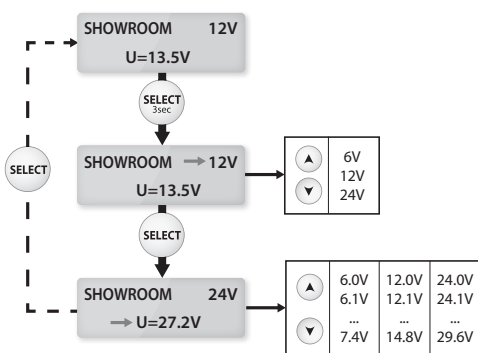 SHOWROOM 12V
U=13.5V
SELECT
3sec
SELECT
SHOWROOM → 12V
U=13.5V
6V
12V
24V
SELECT
SHOWROOM 24V
→ U=27.2V
6.0V 12.0V 24.0V
6.1V 12.1V 24.1V
... ... ...
7.4V 14.8V 29.6V